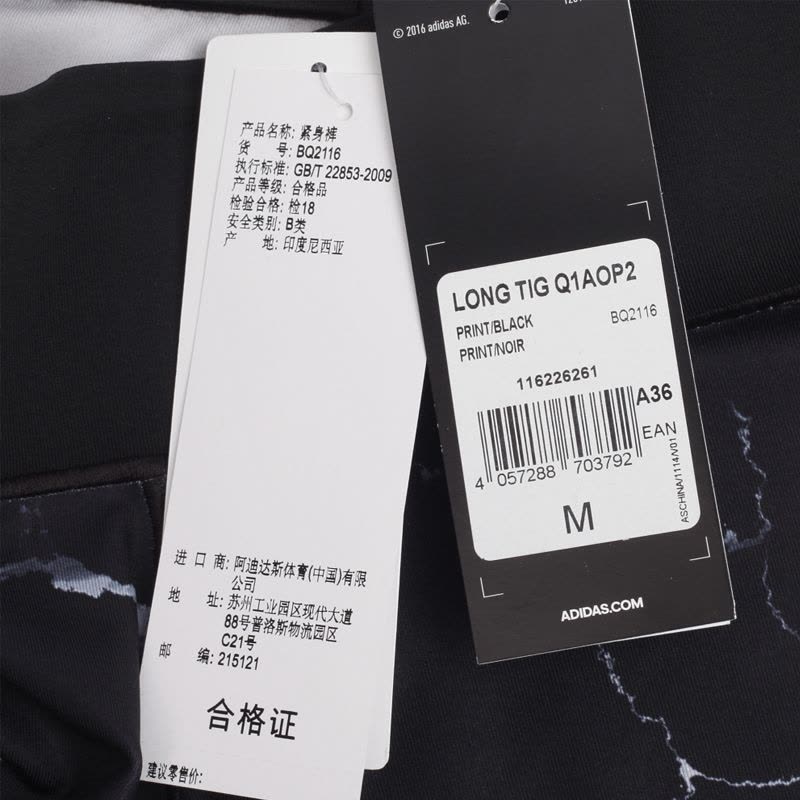 产品名称: 紧身裤
货 号: BQ2116
执行标准: GB/T 22853-2009
产品等级: 合格品
检验合格: 检18
安全类别: B类
产 地: 印度尼西亚
进 口 商: 阿迪达斯体育(中国)有限
公司
地 址: 苏州工业园区现代大道
88号普洛斯物流园区
C21号
邮 编: 215121
合格证
建议零售价:
© 2016 adidas AG.
LONG TIG Q1AOP2
PRINT/BLACK BQ2116
PRINT/NOIR
116226261
A36
EAN
4 057288 703792
ASCHINA/1114/V01
M
ADIDAS.COM